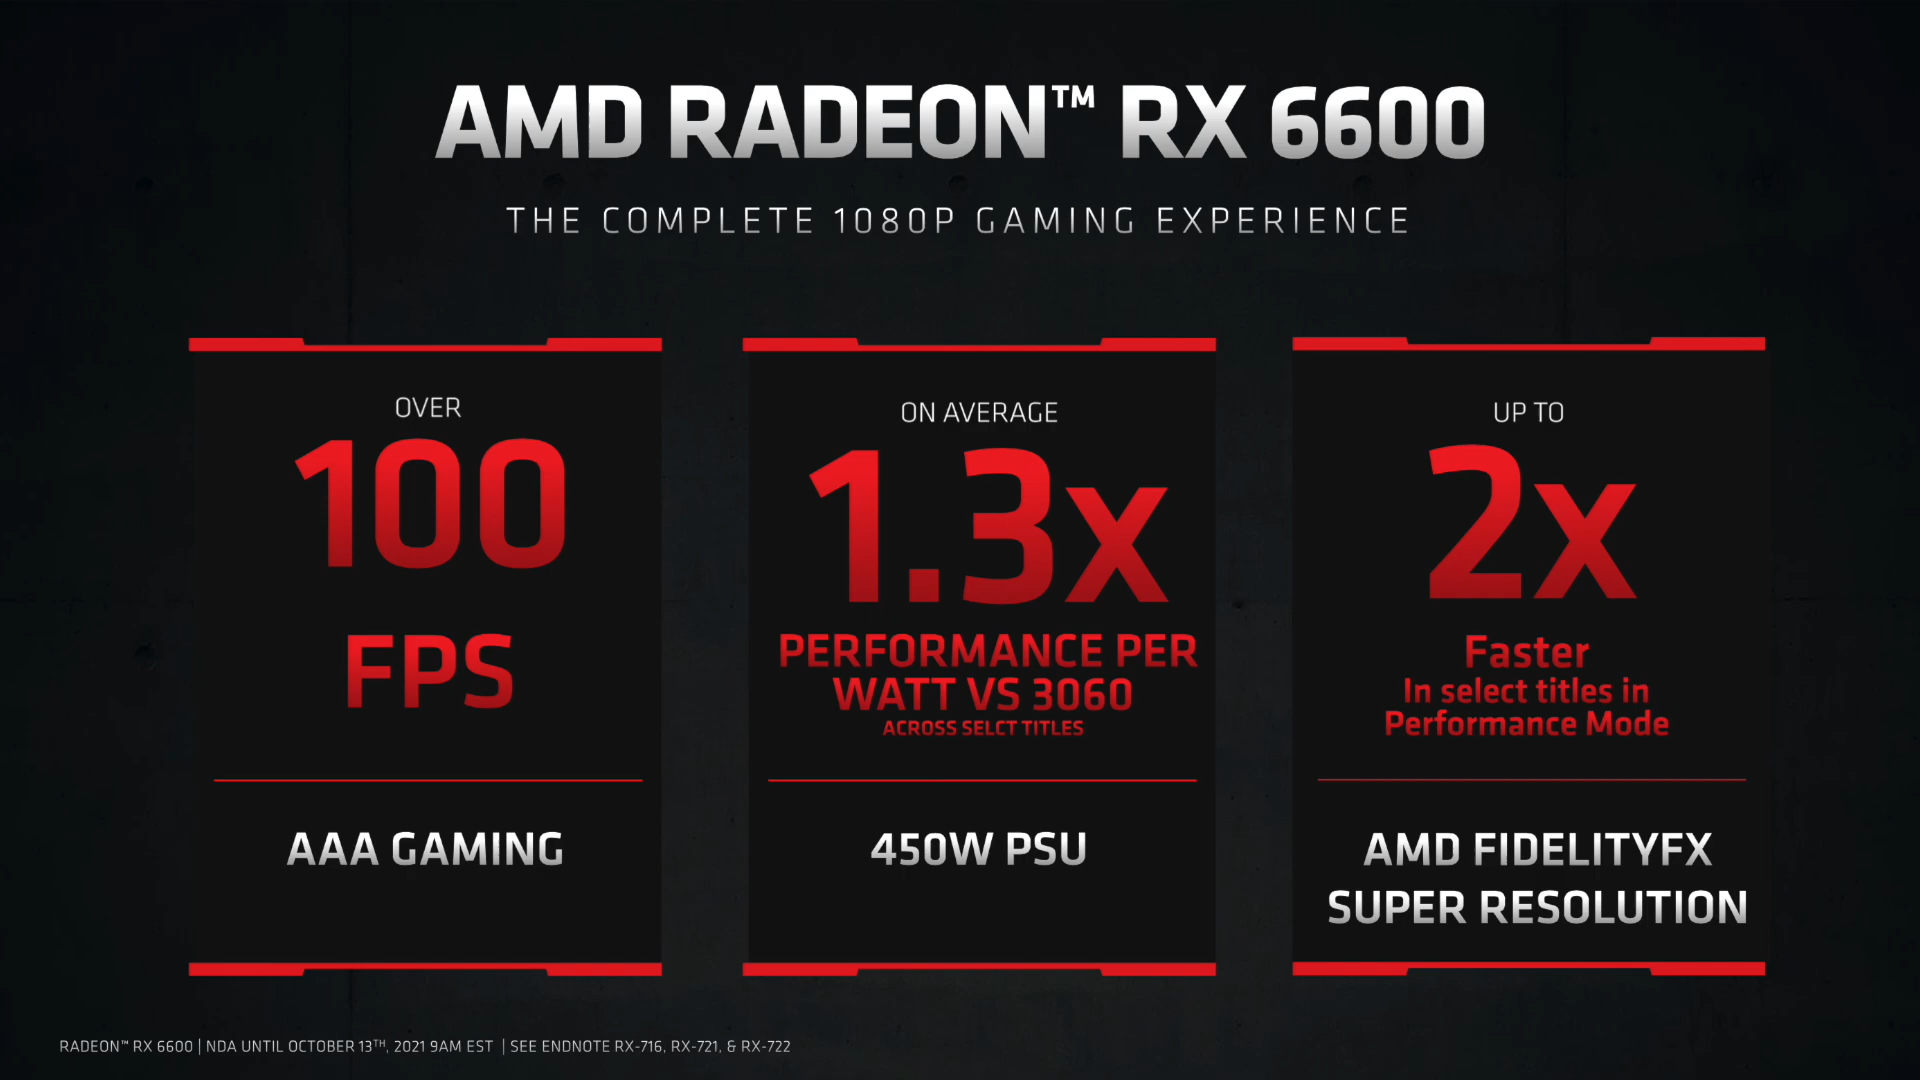 AMD RADEON™ RX 6600
THE COMPLETE 1080P GAMING EXPERIENCE
OVER
100
FPS
AAA GAMING
ON AVERAGE
1.3x
PERFORMANCE PER
WATT VS 3060
ACROSS SELCT TITLES
450W PSU
UP TO
2x
Faster
In select titles in
Performance Mode
AMD FIDELITYFX
SUPER RESOLUTION
RADEON™ RX 6600 | NDA UNTIL OCTOBER 13TH, 2021 9AM EST | SEE ENDNOTE RX-716, RX-721, & RX-722